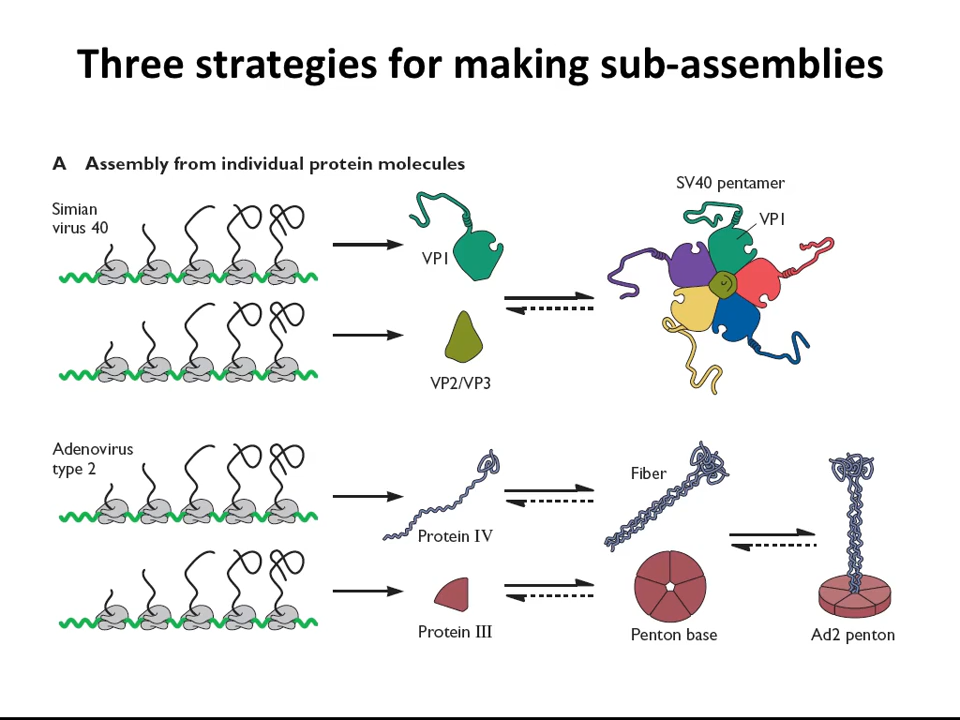 Three strategies for making sub-assemblies
A Assembly from individual protein molecules
Simian
virus 40
VP1
VP2/VP3
SV40 pentamer
VP1
Adenovirus
type 2
Protein IV
Fiber
Protein III
Penton base
Ad2 penton